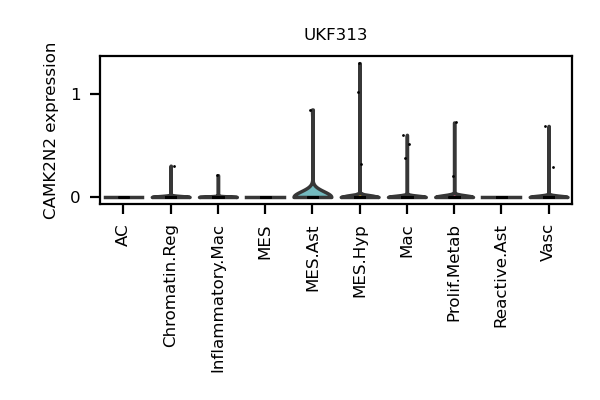 UKF313
CAMK2N2 expression
1
0
AC
Chromatin.Reg
Inflammatory.Mac
MES
MES.Ast
MES.Hyp
Mac
Prolif.Metab
Reactive.Ast
Vasc